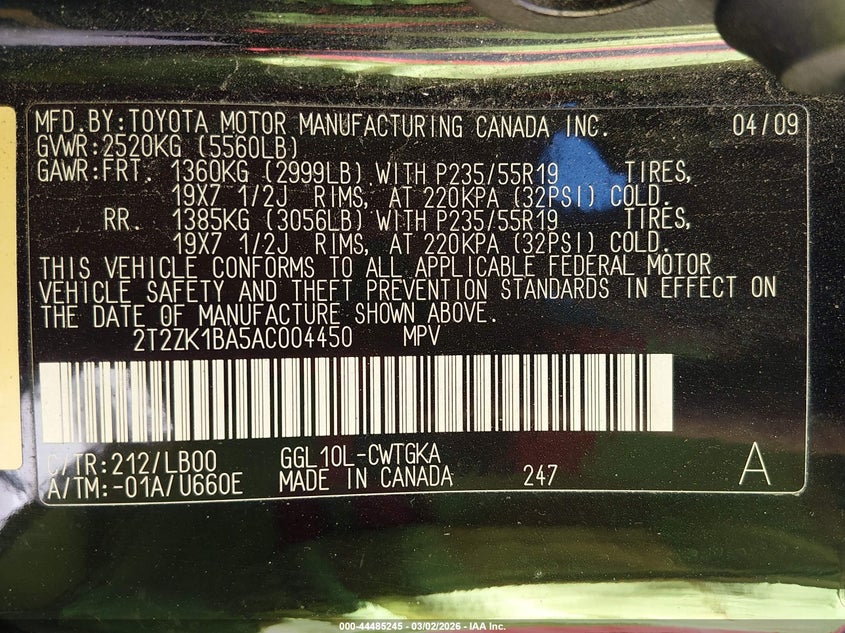 MFD.BY:TOYOTA MOTOR MANUFACTURING CANADA INC. 04/09
GVWR:2520KG (5560LB)
GAWR:FRT. 1360KG (2999LB) WITH P235/55R19 TIRES,
19X7 1/2J RIMS, AT 220KPA (32PSI) COLD.
RR. 1385KG (3056LB) WITH P235/55R19 TIRES,
19X7 1/2J RIMS, AT 220KPA (32PSI) COLD.
THIS VEHICLE CONFORMS TO ALL APPLICABLE FEDERAL MOTOR
VEHICLE SAFETY AND THEFT PREVENTION STANDARDS IN EFFECT ON
THE DATE OF MANUFACTURE SHOWN ABOVE.
2T2ZK1BA5AC004450 MPV
C/TR:212/LB00 GGL10L-CWTGKA
A/TM:-01A/U660E MADE IN CANADA 247 A
000-44485245 - 03/02/2026 - IAA Inc.